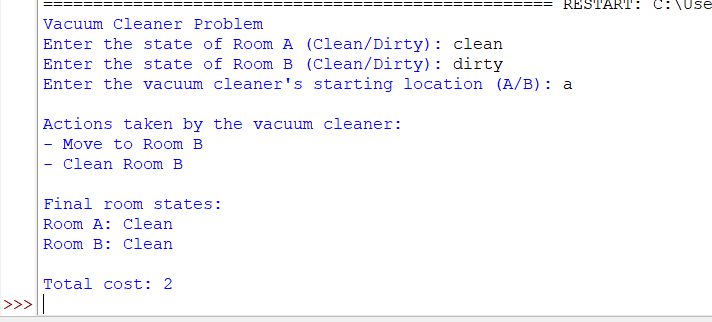 =================================================== RESTART: C:\Use
Vacuum Cleaner Problem
Enter the state of Room A (Clean/Dirty): clean
Enter the state of Room B (Clean/Dirty): dirty
Enter the vacuum cleaner's starting location (A/B): a
Actions taken by the vacuum cleaner:
- Move to Room B
- Clean Room B
Final room states:
Room A: Clean
Room B: Clean
Total cost: 2
>>>